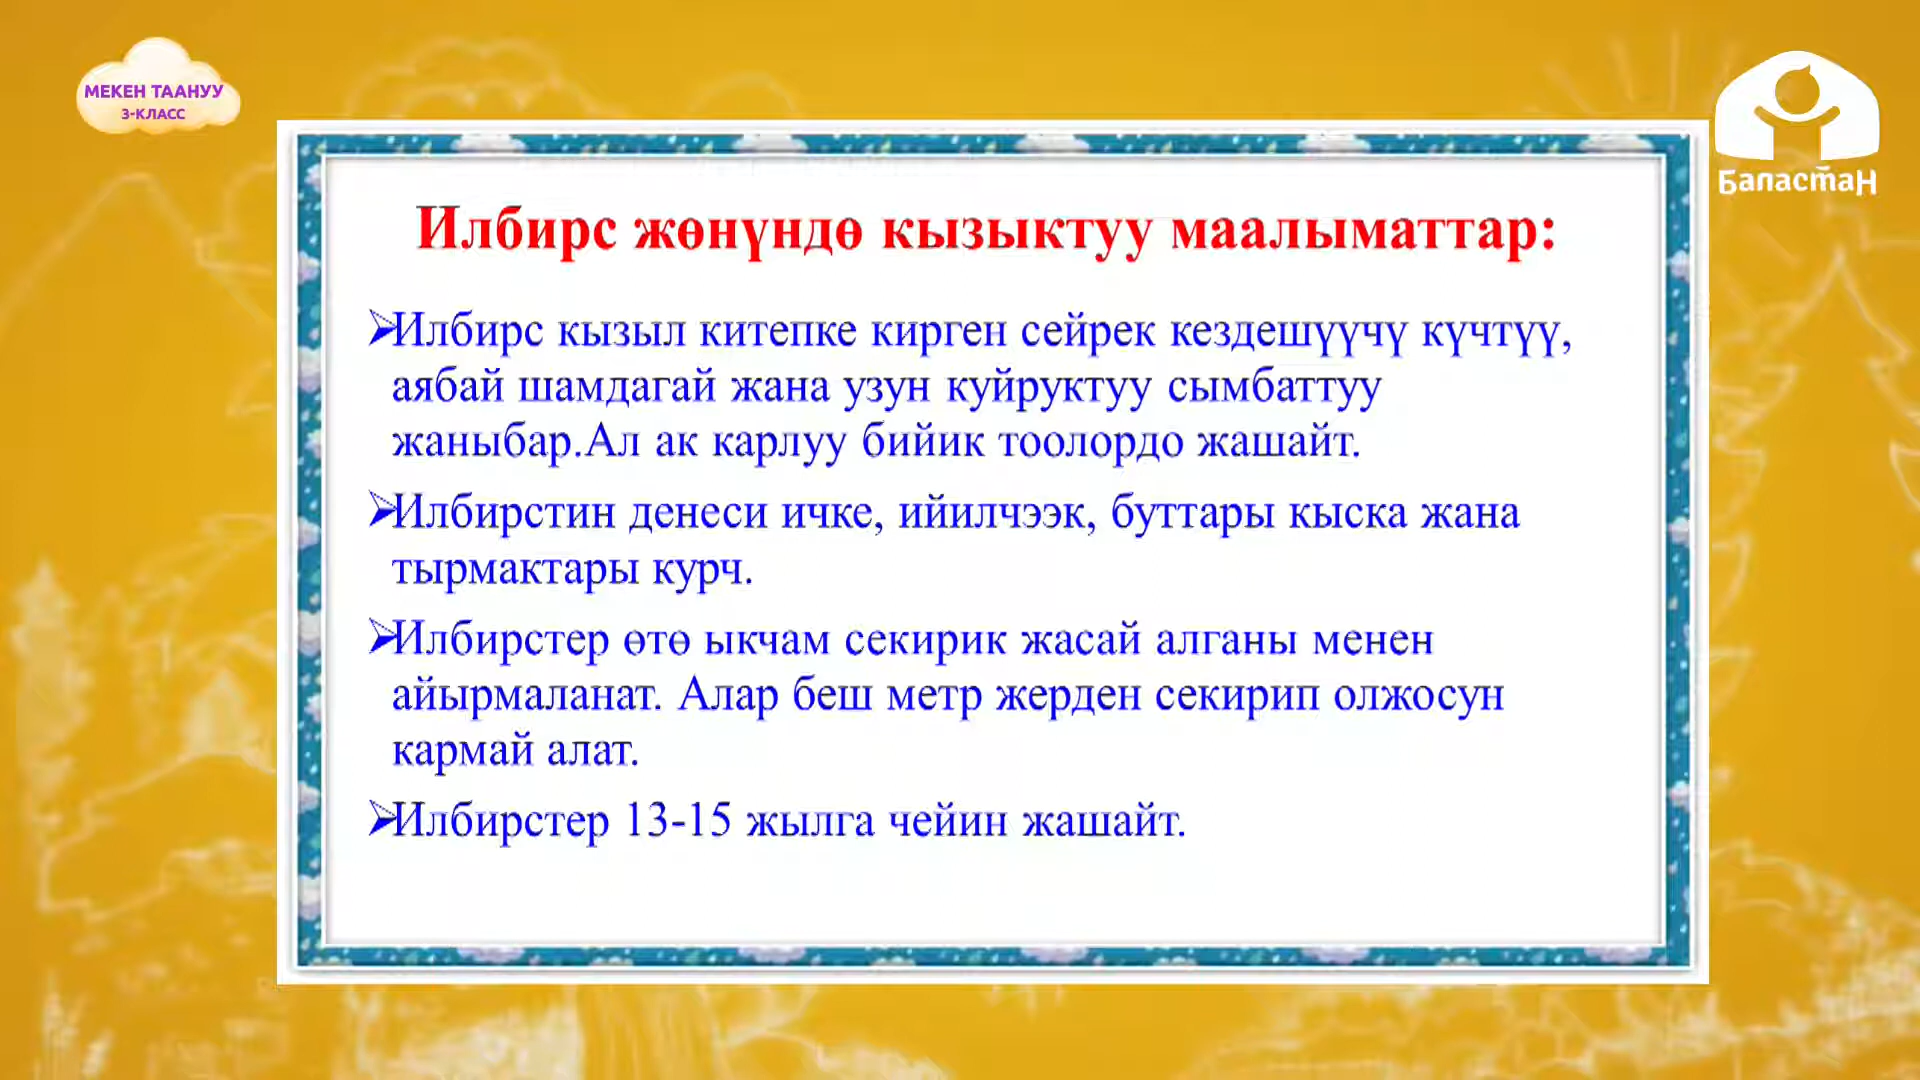 МЕКЕН ТААНУУ
3-КЛАСС
Баластан
Илбирс жөнүндө кызыктуу маалыматтар:
Илбирс кызыл китепке кирген сейрек кездешүүчү күчтүү,
аябай шамдагай жана узун куйруктуу сымбаттуу
жаныбар.Ал ак карлуу бийик тоолордо жашайт.
Илбирстин денеси ичке, ийилчээк, буттары кыска жана
тырмактары курч.
Илбирстер өтө ыкчам секирик жасай алганы менен
айырмаланат. Алар беш метр жерден секирип олжосун
кармай алат.
Илбирстер 13-15 жылга чейин жашайт.